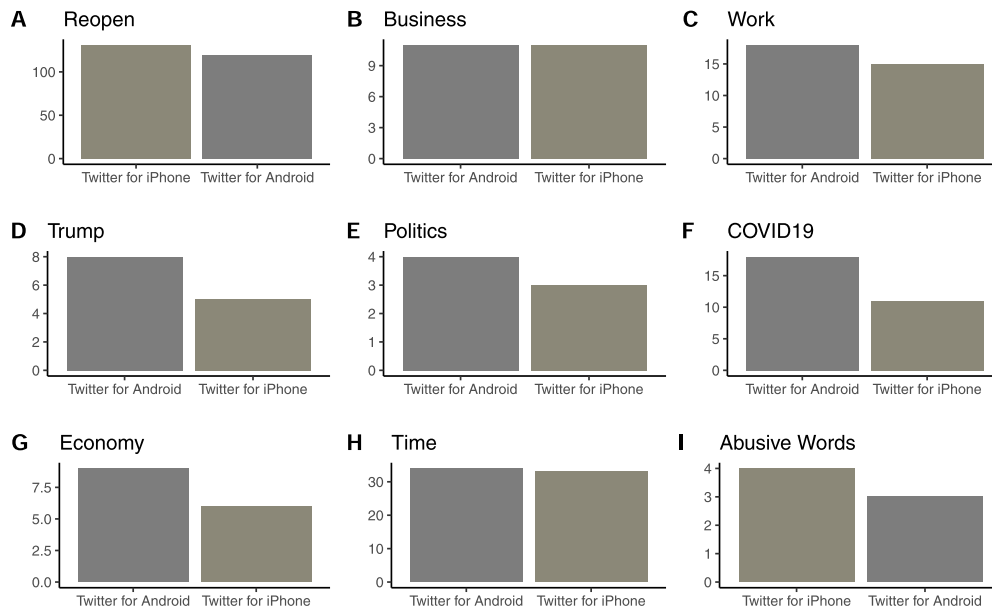 A Reopen
100
50
0
Twitter for iPhone Twitter for Android
B Business
9
6
3
0
Twitter for Android Twitter for iPhone
C Work
15
10
5
0
Twitter for Android Twitter for iPhone
D Trump
8
6
4
2
0
Twitter for Android Twitter for iPhone
E Politics
4
3
2
1
0
Twitter for Android Twitter for iPhone
F COVID19
15
10
5
0
Twitter for Android Twitter for iPhone
G Economy
7.5
5.0
2.5
0.0
Twitter for Android Twitter for iPhone
H Time
30
20
10
0
Twitter for Android Twitter for iPhone
I Abusive Words
4
3
2
1
0
Twitter for iPhone Twitter for Android